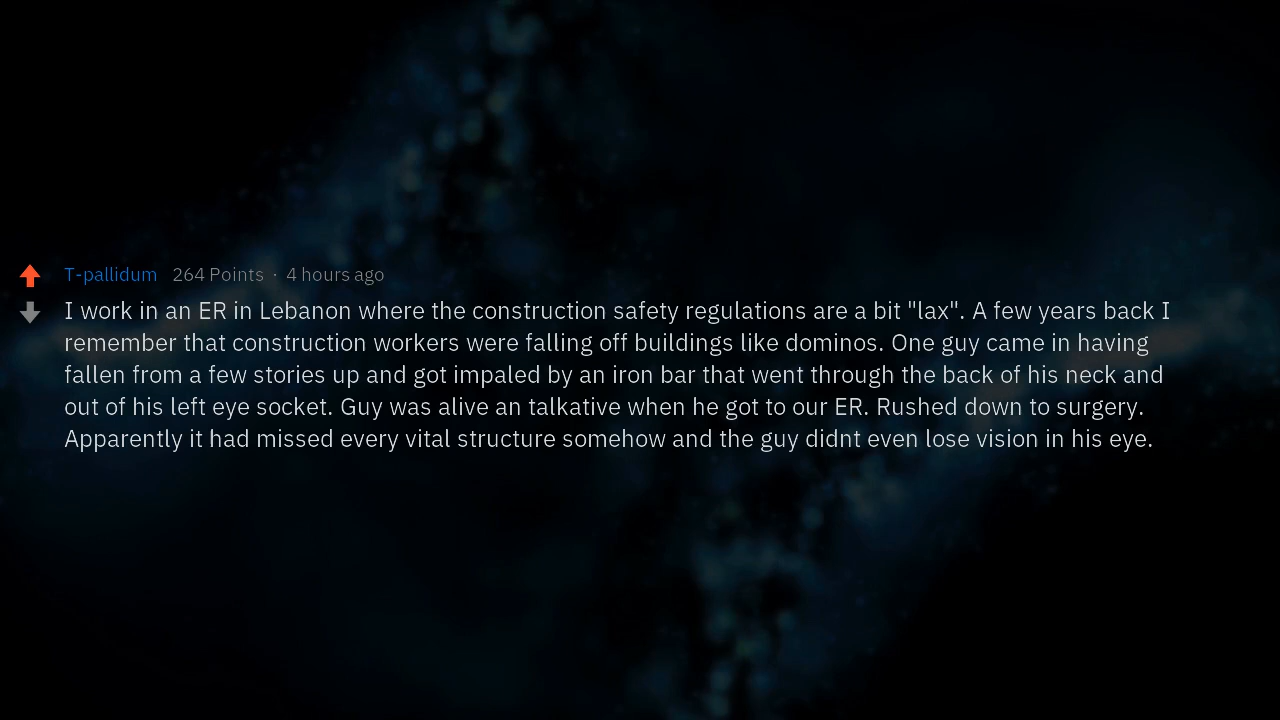 T-pallidum 264 Points · 4 hours ago
I work in an ER in Lebanon where the construction safety regulations are a bit "lax". A few years back I
remember that construction workers were falling off buildings like dominos. One guy came in having
fallen from a few stories up and got impaled by an iron bar that went through the back of his neck and
out of his left eye socket. Guy was alive an talkative when he got to our ER. Rushed down to surgery.
Apparently it had missed every vital structure somehow and the guy didnt even lose vision in his eye.